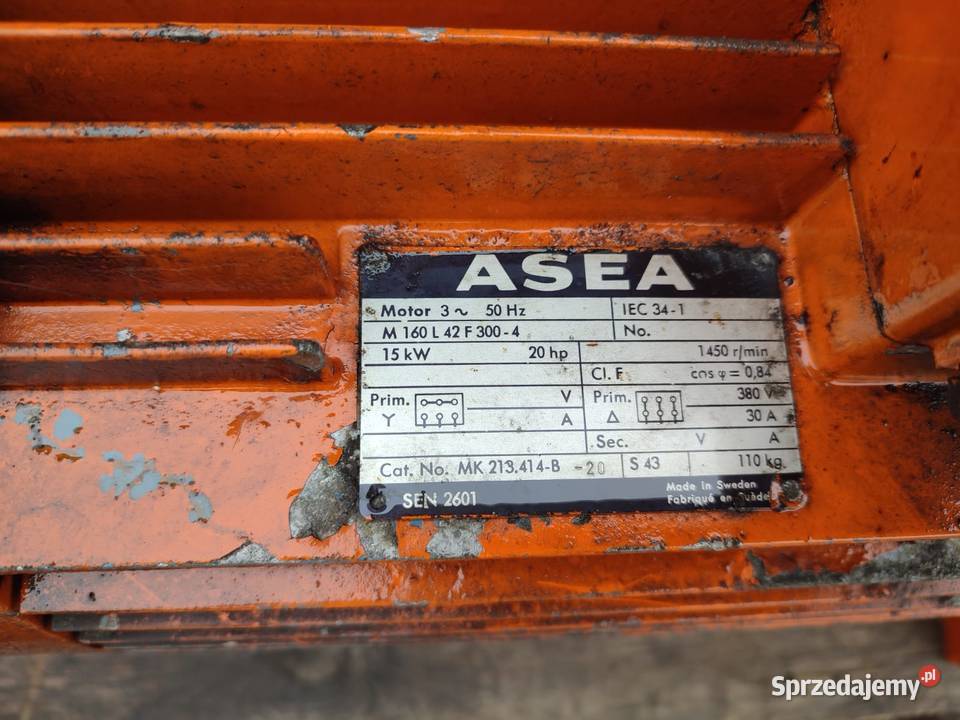 ASEA
Motor 3 ~ 50 Hz IEC 34-1
M 160 L 42 F 300-4 No.
15 kW 20 hp 1450 r/min
Cl. F cos φ = 0,84
Prim. V Prim. 380 V
Y A Δ 30 A
Sec. V A
Cat. No. MK 213.414-B -20 S 43 110 kg
SEN 2601 Made in Sweden
Fabriqué en Suède
Sprzedajemy.pl